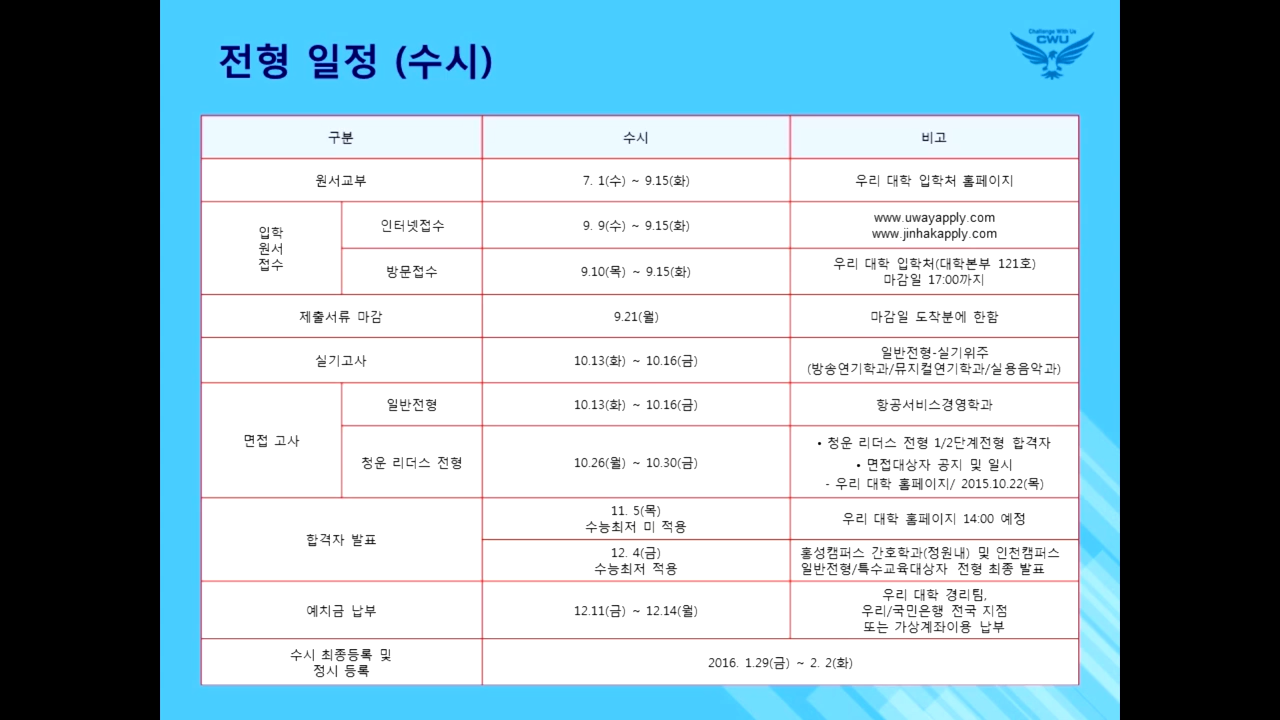 전형 일정 (수시)
Challenge With Us
CWU
구분 수시 비고
원서교부 7. 1(수) ~ 9.15(화) 우리 대학 입학처 홈페이지
입학
원서
접수
인터넷접수 9. 9(수) ~ 9.15(화)
www.uwayapply.com
www.jinhakapply.com
방문접수 9.10(목) ~ 9.15(화)
우리 대학 입학처(대학본부 121호)
마감일 17:00까지
제출서류 마감 9.21(월) 마감일 도착분에 한함
실기고사 10.13(화) ~ 10.16(금)
일반전형-실기위주
(방송연기학과/뮤지컬연기학과/실용음악과)
면접 고사
일반전형 10.13(화) ~ 10.16(금) 항공서비스경영학과
청운 리더스 전형 10.26(월) ~ 10.30(금)
• 청운 리더스 전형 1/2단계전형 합격자
• 면접대상자 공지 및 일시
- 우리 대학 홈페이지/ 2015.10.22(목)
합격자 발표
11. 5(목)
수능최저 미 적용
우리 대학 홈페이지 14:00 예정
12. 4(금)
수능최저 적용
홍성캠퍼스 간호학과(정원내) 및 인천캠퍼스
일반전형/특수교육대상자 전형 최종 발표
예치금 납부 12.11(금) ~ 12.14(월)
우리 대학 경리팀,
우리/국민은행 전국 지점
또는 가상계좌이용 납부
수시 최종등록 및
정시 등록
2016. 1.29(금) ~ 2. 2(화)